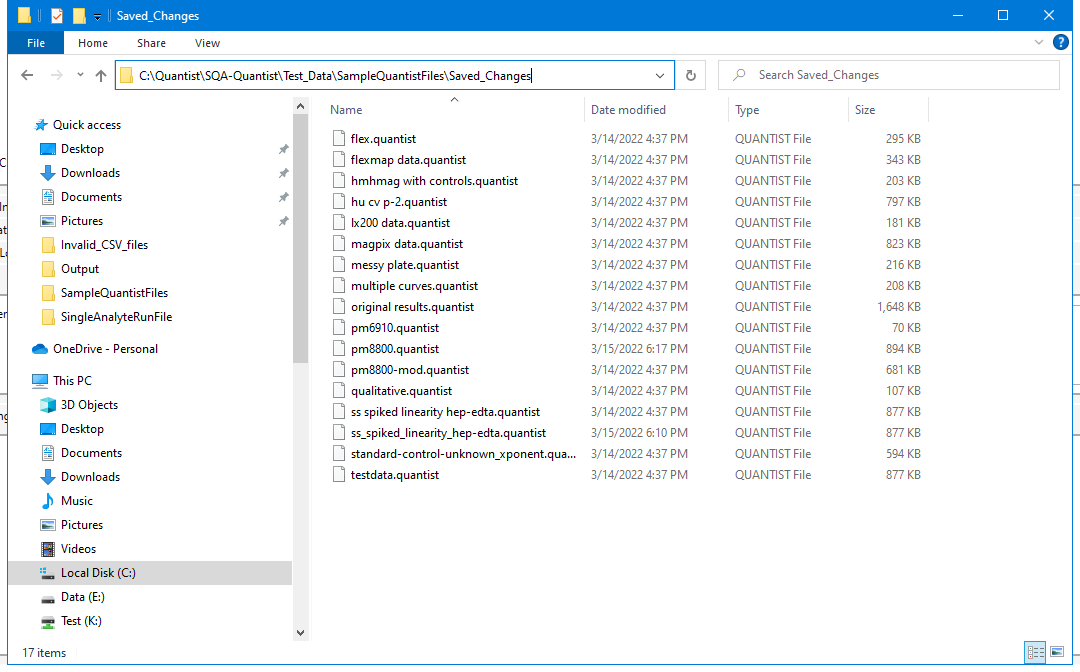 Saved_Changes
File Home Share View
C:\Quantist\SQA-Quantist\Test_Data\SampleQuantistFiles\Saved_Changes
Search Saved_Changes
Quick access
Desktop
Downloads
Documents
Pictures
Invalid_CSV_files
Output
SampleQuantistFiles
SingleAnalyteRunFile
OneDrive - Personal
This PC
3D Objects
Desktop
Documents
Downloads
Music
Pictures
Videos
Local Disk (C:)
Data (E:)
Test (K:)
Name Date modified Type Size
flex.quantist 3/14/2022 4:37 PM QUANTIST File 295 KB
flexmap data.quantist 3/14/2022 4:37 PM QUANTIST File 343 KB
hmhmag with controls.quantist 3/14/2022 4:37 PM QUANTIST File 203 KB
hu cv p-2.quantist 3/14/2022 4:37 PM QUANTIST File 797 KB
lx200 data.quantist 3/14/2022 4:37 PM QUANTIST File 181 KB
magpix data.quantist 3/14/2022 4:37 PM QUANTIST File 823 KB
messy plate.quantist 3/14/2022 4:37 PM QUANTIST File 216 KB
multiple curves.quantist 3/14/2022 4:37 PM QUANTIST File 208 KB
original results.quantist 3/14/2022 4:37 PM QUANTIST File 1,648 KB
pm6910.quantist 3/14/2022 4:37 PM QUANTIST File 70 KB
pm8800.quantist 3/15/2022 6:17 PM QUANTIST File 894 KB
pm8800-mod.quantist 3/14/2022 4:37 PM QUANTIST File 681 KB
qualitative.quantist 3/14/2022 4:37 PM QUANTIST File 107 KB
ss spiked linearity hep-edta.quantist 3/14/2022 4:37 PM QUANTIST File 877 KB
ss_spiked_linearity_hep-edta.quantist 3/15/2022 6:10 PM QUANTIST File 877 KB
standard-control-unknown_xponent.qua... 3/14/2022 4:37 PM QUANTIST File 594 KB
testdata.quantist 3/14/2022 4:37 PM QUANTIST File 877 KB
17 items